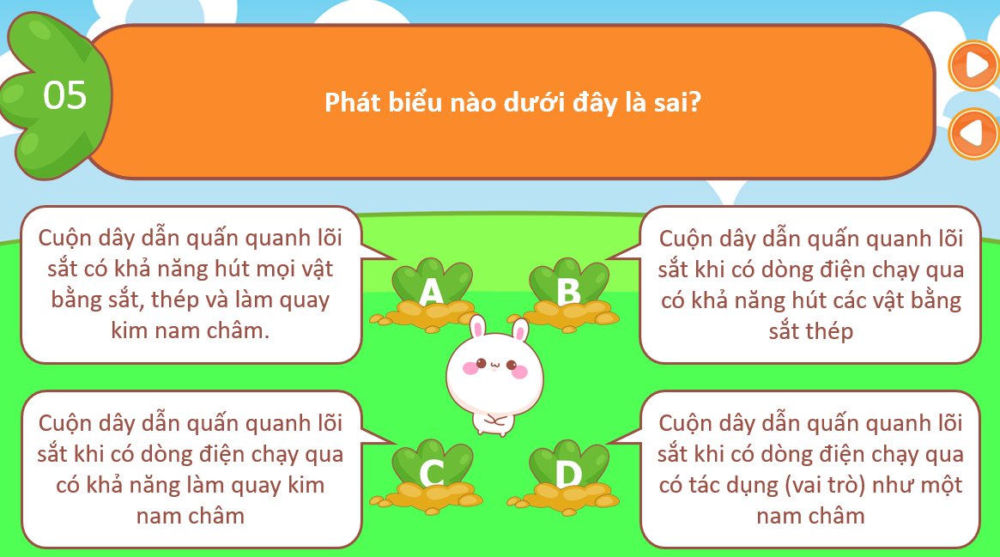 05
Phát biểu nào dưới đây là sai?
Cuộn dây dẫn quấn quanh lõi
sắt có khả năng hút mọi vật
bằng sắt, thép và làm quay
kim nam châm.
A
B
Cuộn dây dẫn quấn quanh lõi
sắt khi có dòng điện chạy qua
có khả năng hút các vật bằng
sắt thép
Cuộn dây dẫn quấn quanh lõi
sắt khi có dòng điện chạy qua
có khả năng làm quay kim
nam châm
C
D
Cuộn dây dẫn quấn quanh lõi
sắt khi có dòng điện chạy qua
có tác dụng (vai trò) như một
nam châm